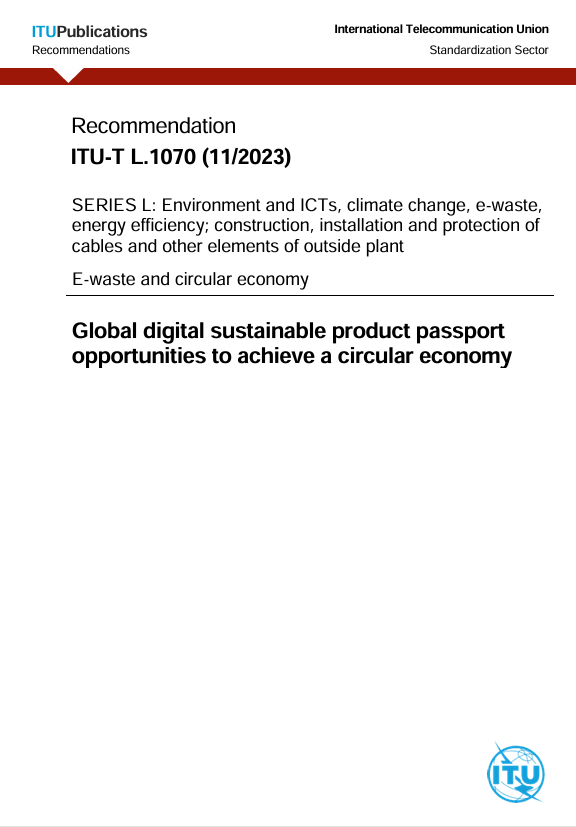 ITUPublications
International Telecommunication Union
Recommendations
Standardization Sector
Recommendation
ITU-T L.1070 (11/2023)
SERIES L: Environment and ICTs, climate change, e-waste,
energy efficiency; construction, installation and protection of
cables and other elements of outside plant
E-waste and circular economy
Global digital sustainable product passport
opportunities to achieve a circular economy
ITU